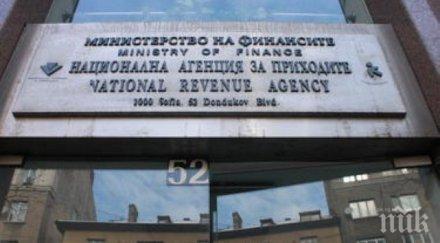 МИНИСТЕРСТВО НА ФИНАНСИТЕ
MINISTRY OF FINANCE
НАЦИОНАЛНА АГЕНЦИЯ ЗА ПРИХОДИТЕ
NATIONAL REVENUE AGENCY
1000 Sofia, 52 Dondukov Blvd.
52
ПИК